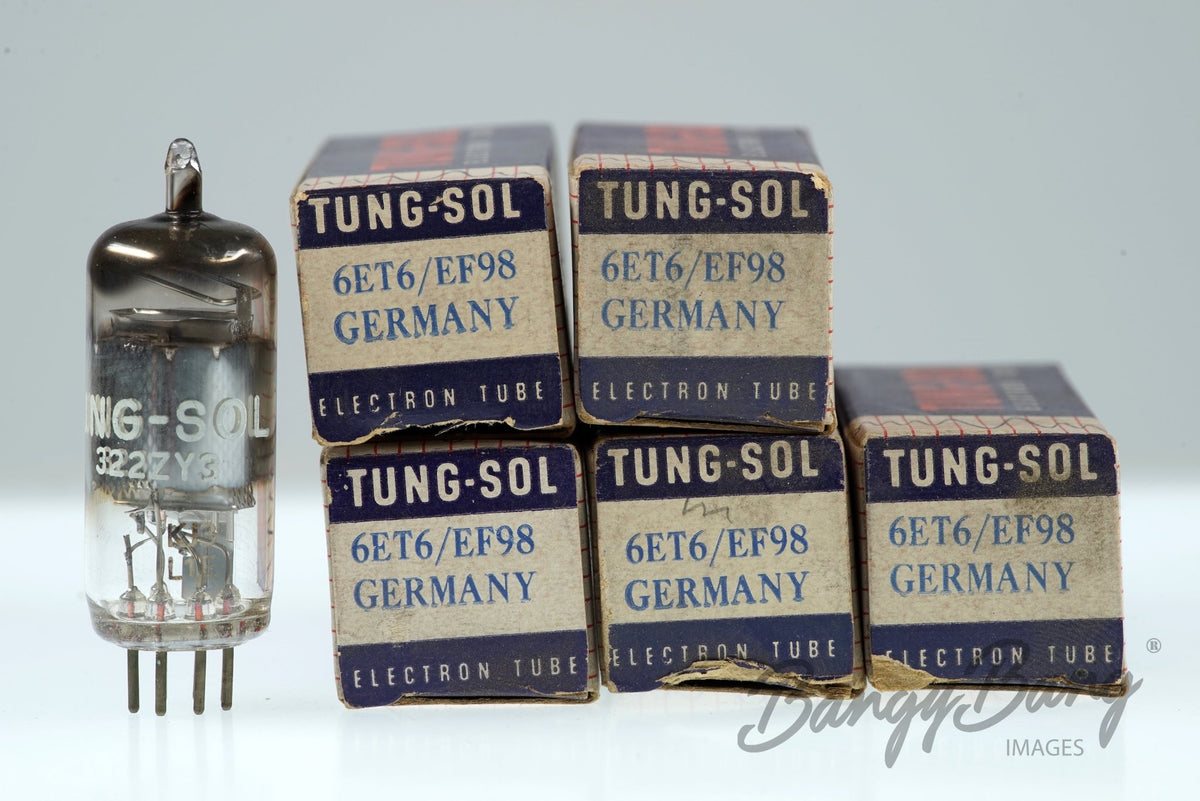 NG-SOL
322ZY3
TUNG-SOL
6ET6/EF98
GERMANY
ELECTRON TUBE
TUNG-SOL
6ET6/EF98
GERMANY
ELECTRON TUBE
TUNG-SOL
6ET6/EF98
GERMANY
ELECTRON TUBE
TUNG-SOL
6ET6/EF98
GERMANY
ELECTRON TUBE
TUNG-SOL
6ET6/EF98
GERMANY
ELECTRON TUBE
BangyBang ®
IMAGES